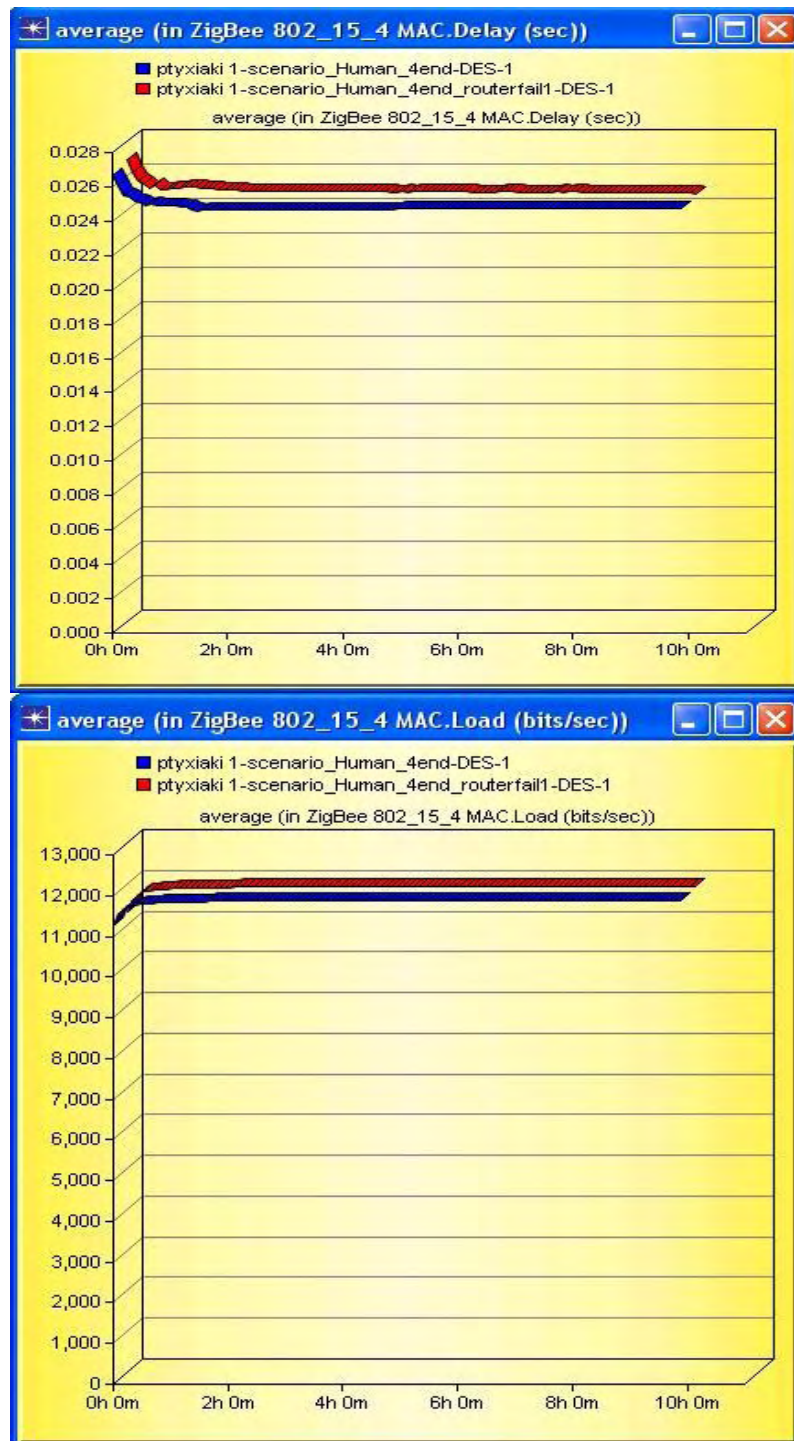 average (in ZigBee 802_15_4 MAC.Delay (sec))
ptyxiaki 1-scenario_Human_4end-DES-1
ptyxiaki 1-scenario_Human_4end_routerfail1-DES-1
average (in ZigBee 802_15_4 MAC.Delay (sec))
0.028
0.026
0.024
0.022
0.020
0.018
0.016
0.014
0.012
0.010
0.008
0.006
0.004
0.002
0.000
0h 0m 2h 0m 4h 0m 6h 0m 8h 0m 10h 0m
average (in ZigBee 802_15_4 MAC.Load (bits/sec))
ptyxiaki 1-scenario_Human_4end-DES-1
ptyxiaki 1-scenario_Human_4end_routerfail1-DES-1
average (in ZigBee 802_15_4 MAC.Load (bits/sec))
13,000
12,000
11,000
10,000
9,000
8,000
7,000
6,000
5,000
4,000
3,000
2,000
1,000
0
0h 0m 2h 0m 4h 0m 6h 0m 8h 0m 10h 0m